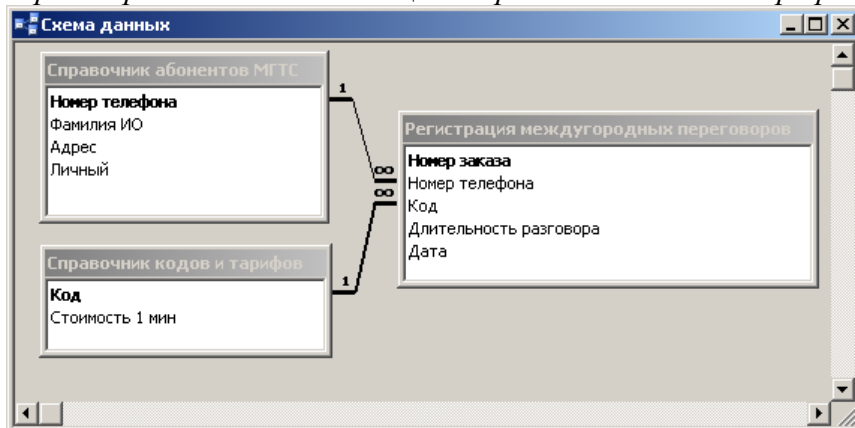 Схема данных
Справочник абонентов МГТС
Номер телефона
Фамилия ИО
Адрес
Личный
1
Регистрация междугородных переговоров
Номер заказа
Номер телефона
Код
Длительность разговора
Дата
∞
∞
Справочник кодов и тарифов
Код
Стоимость 1 мин
1